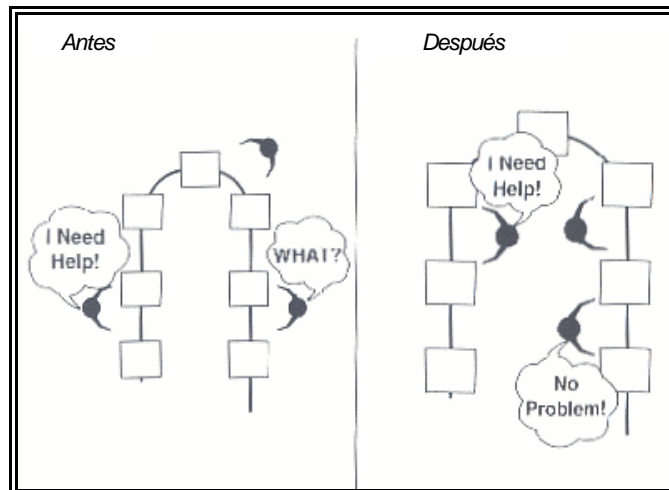 Antes
Después
I Need
Help!
WHAT?
I Need
Help!
No
Problem!